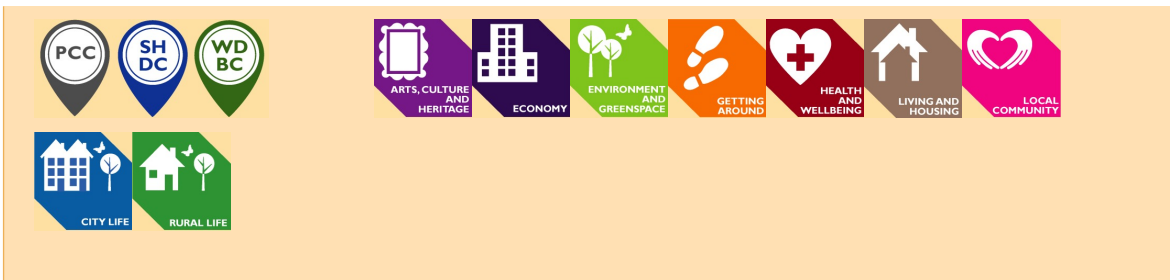 PCC
SH
DC
WD
BC
ARTS, CULTURE
AND
HERITAGE
ECONOMY
ENVIRONMENT
AND
GREENSPACE
GETTING
AROUND
HEALTH
AND
WELLBEING
LIVING AND
HOUSING
LOCAL
COMMUNITY
CITY LIFE
RURAL LIFE